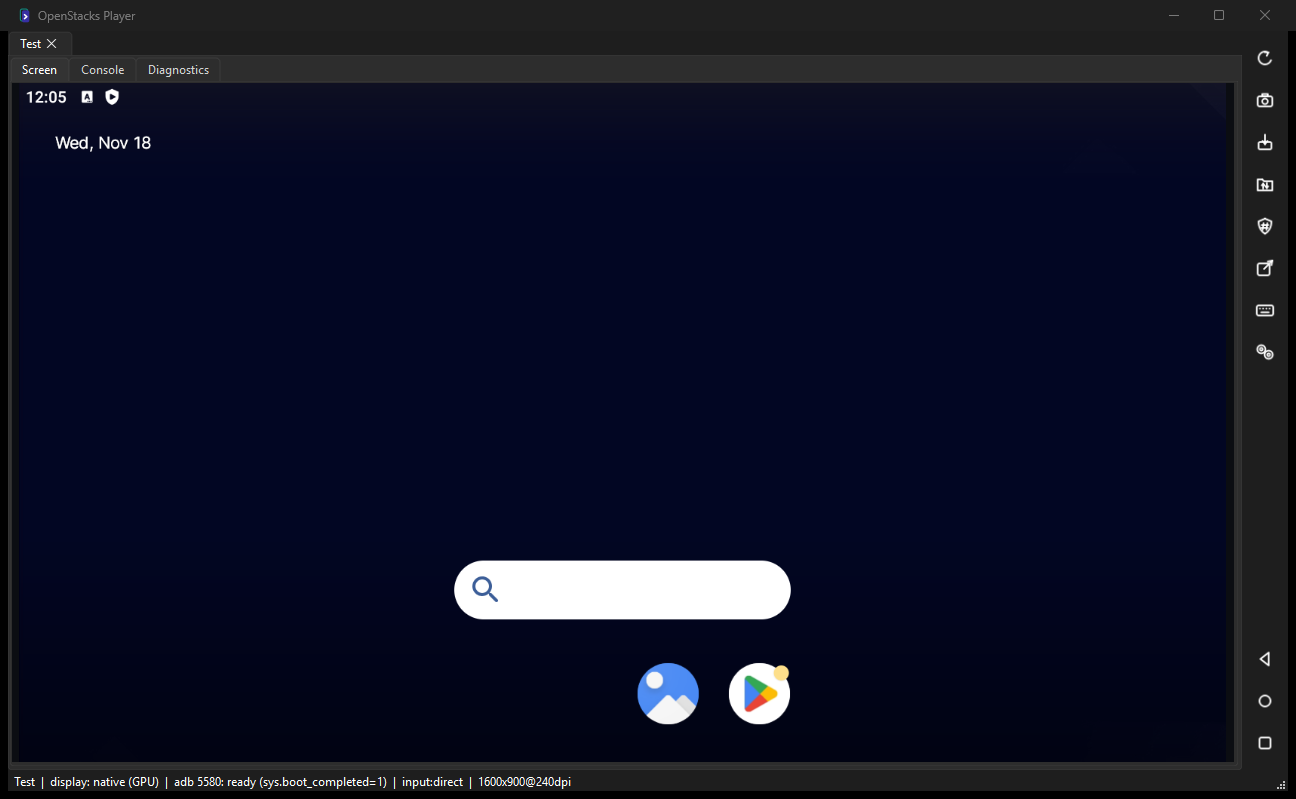 OpenStacks Player
Test
Screen Console Diagnostics
12:05
Wed, Nov 18
Test | display: native (GPU) | adb 5580: ready (sys.boot_completed=1) | input:direct | 1600x900@240dpi